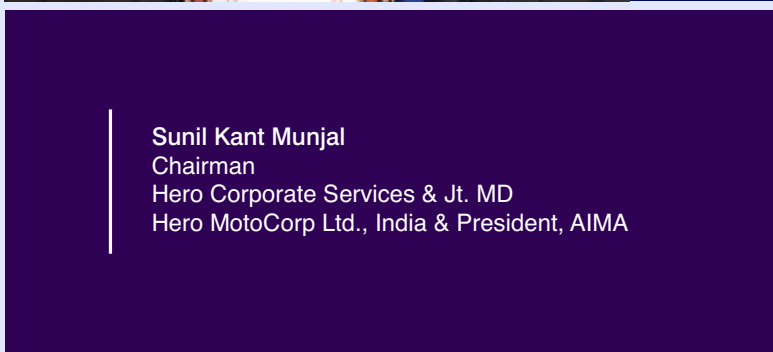 Sunil Kant Munjal
Chairman
Hero Corporate Services & Jt. MD
Hero MotoCorp Ltd., India & President, AIMA